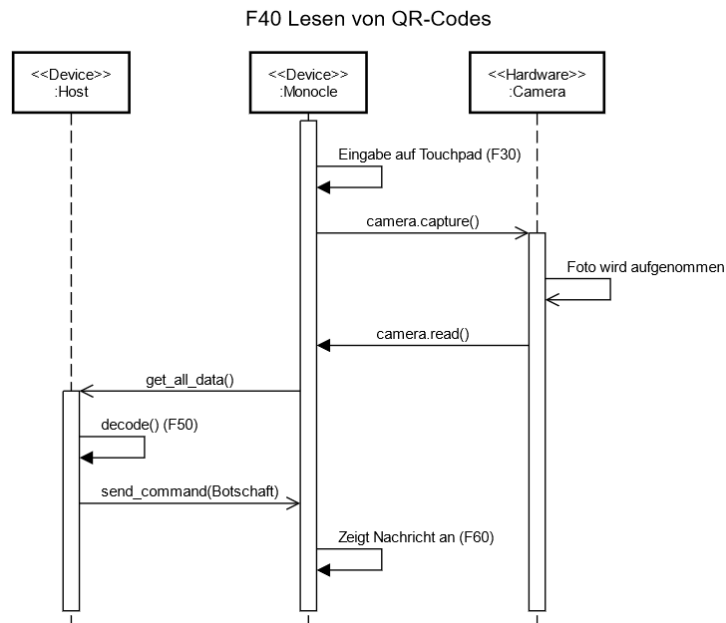 F40 Lesen von QR-Codes
<<Device>>
:Host
<<Device>>
:Monocle
<<Hardware>>
:Camera
Eingabe auf Touchpad (F30)
camera.capture()
Foto wird aufgenommen
camera.read()
get_all_data()
decode() (F50)
send_command(Botschaft)
Zeigt Nachricht an (F60)